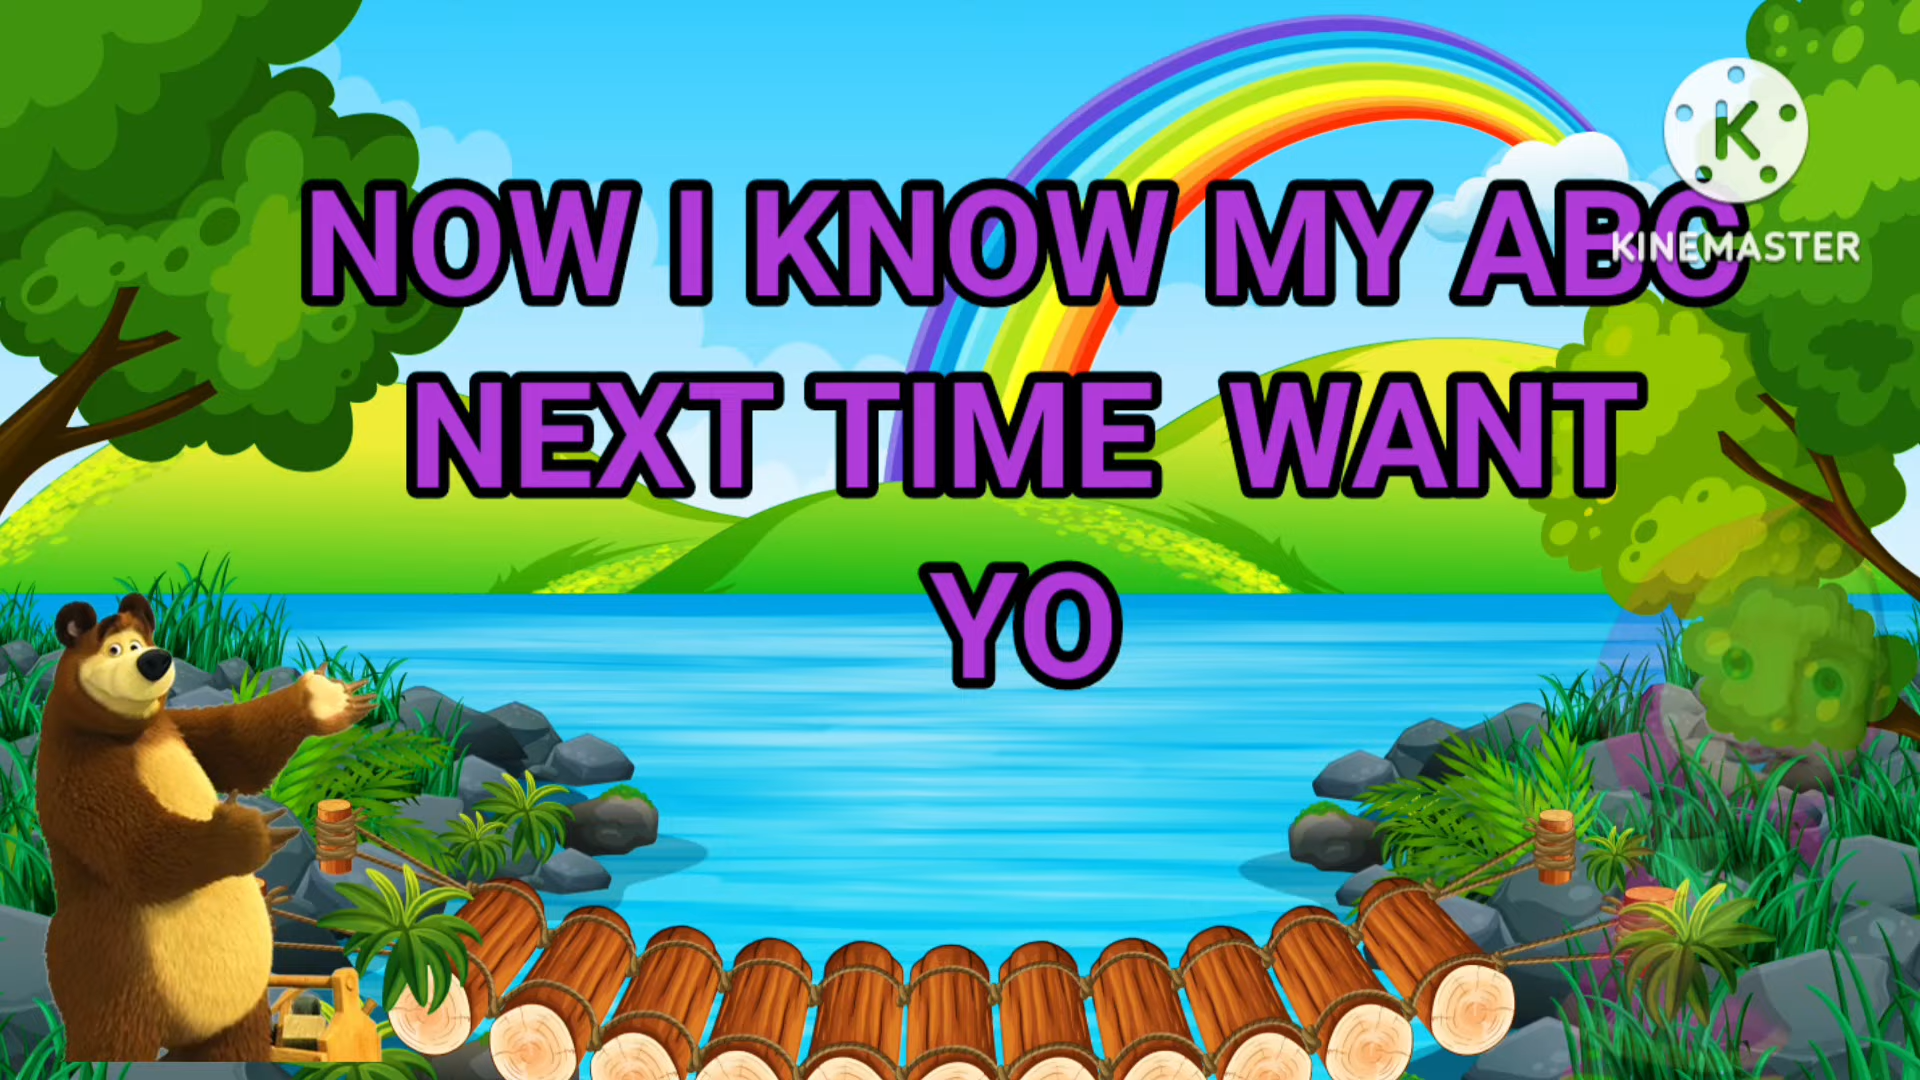 K
KINEMASTER
NOW I KNOW MY ABC
NEXT TIME WANT
YO